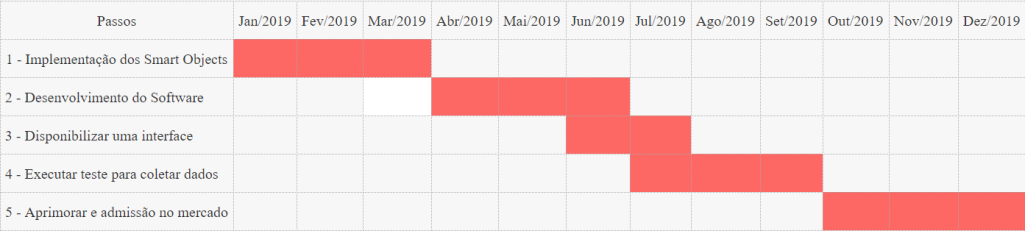 Passos Jan/2019 Fev/2019 Mar/2019 Abr/2019 Mai/2019 Jun/2019 Jul/2019 Ago/2019 Set/2019 Out/2019 Nov/2019 Dez/2019
1 - Implementação dos Smart Objects
2 - Desenvolvimento do Software
3 - Disponibilizar uma interface
4 - Executar teste para coletar dados
5 - Aprimorar e admissão no mercado